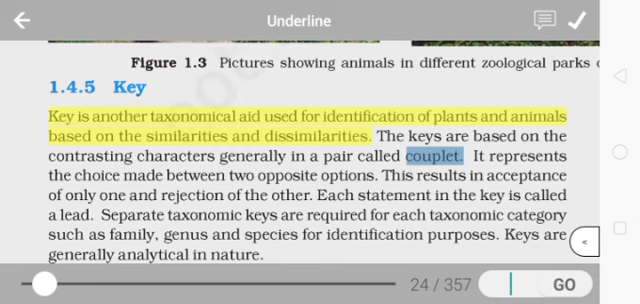 Underline
Figure 1.3 Pictures showing animals in different zoological parks
1.4.5 Key
Key is another taxonomical aid used for identification of plants and animals
based on the similarities and dissimilarities. The keys are based on the
contrasting characters generally in a pair called couplet. It represents
the choice made between two opposite options. This results in acceptance
of only one and rejection of the other. Each statement in the key is called
a lead. Separate taxonomic keys are required for each taxonomic category
such as family, genus and species for identification purposes. Keys are
generally analytical in nature.
24 / 357 GO